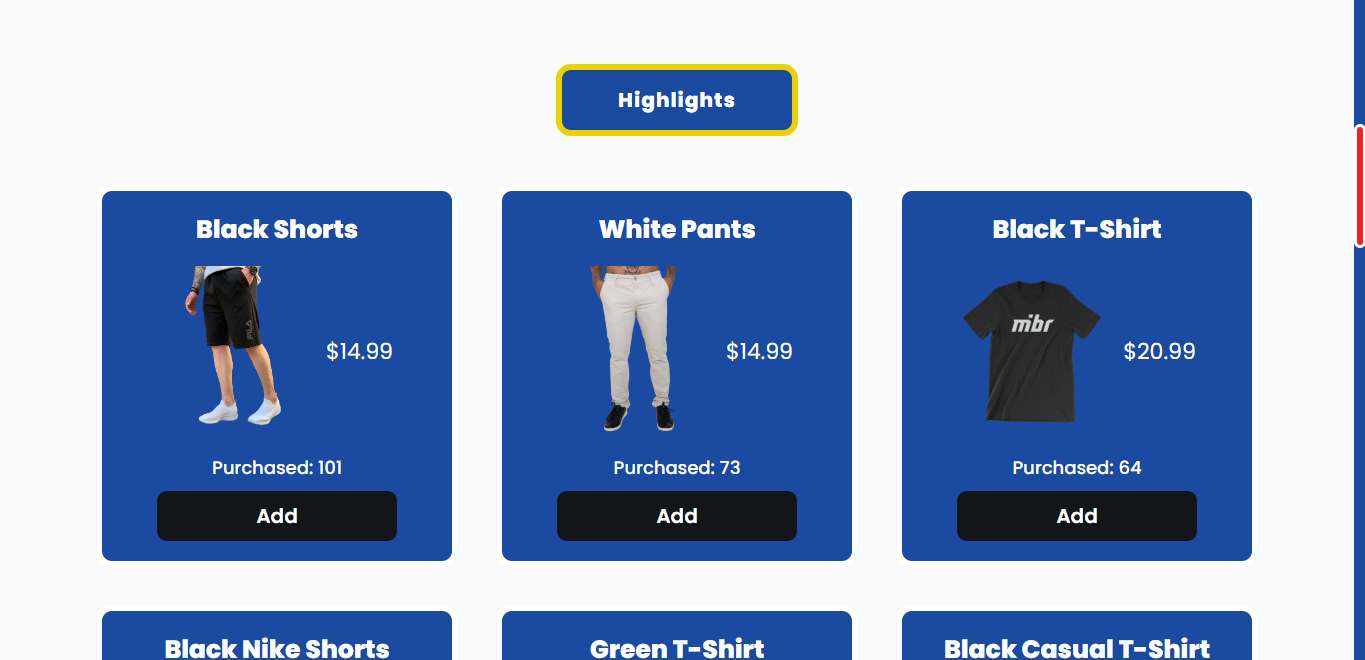 Highlights
Black Shorts
FILA
$14.99
Purchased: 101
Add
White Pants
$14.99
Purchased: 73
Add
Black T-Shirt
mibr
$20.99
Purchased: 64
Add
Black Nike Shorts
Green T-Shirt
Black Casual T-Shirt